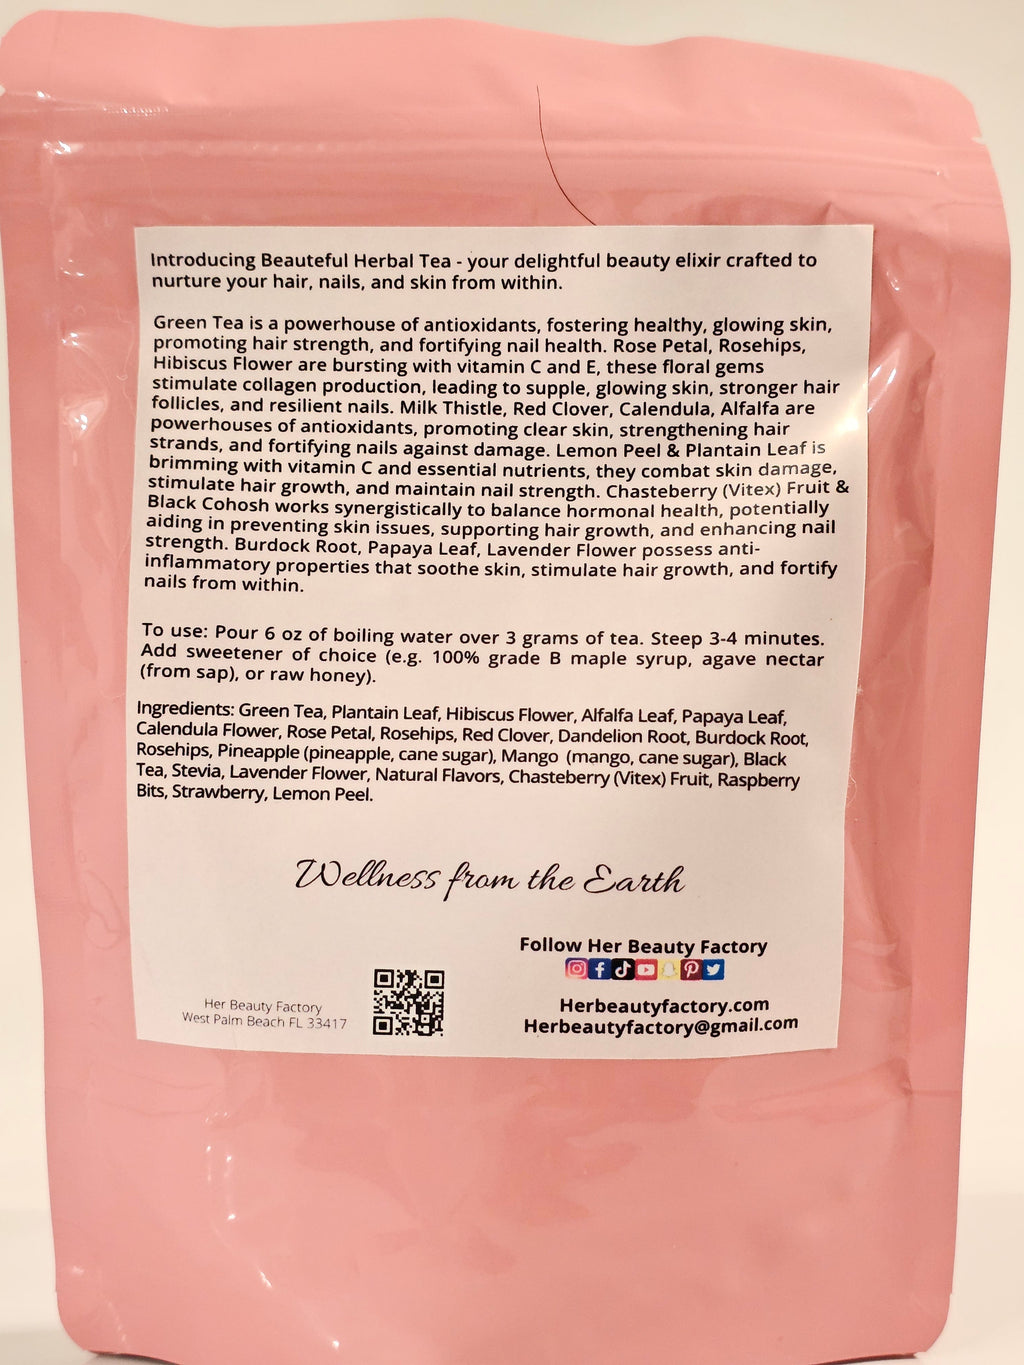 Introducing Beauteful Herbal Tea - your delightful beauty elixir crafted to
nurture your hair, nails, and skin from within.
Green Tea is a powerhouse of antioxidants, fostering healthy, glowing skin,
promoting hair strength, and fortifying nail health. Rose Petal, Rosehips,
Hibiscus Flower are bursting with vitamin C and E, these floral gems
stimulate collagen production, leading to supple, glowing skin, stronger hair
follicles, and resilient nails. Milk Thistle, Red Clover, Calendula, Alfalfa are
powerhouses of antioxidants, promoting clear skin, strengthening hair
strands, and fortifying nails against damage. Lemon Peel & Plantain Leaf is
brimming with vitamin C and essential nutrients, they combat skin damage,
stimulate hair growth, and maintain nail strength. Chasteberry (Vitex) Fruit &
Black Cohosh works synergistically to balance hormonal health, potentially
aiding in preventing skin issues, supporting hair growth, and enhancing nail
strength. Burdock Root, Papaya Leaf, Lavender Flower possess anti-
inflammatory properties that soothe skin, stimulate hair growth, and fortify
nails from within.
To use: Pour 6 oz of boiling water over 3 grams of tea. Steep 3-4 minutes.
Add sweetener of choice (e.g. 100% grade B maple syrup, agave nectar
(from sap), or raw honey).
Ingredients: Green Tea, Plantain Leaf, Hibiscus Flower, Alfalfa Leaf, Papaya Leaf,
Calendula Flower, Rose Petal, Rosehips, Red Clover, Dandelion Root, Burdock Root,
Rosehips, Pineapple (pineapple, cane sugar), Mango (mango, cane sugar), Black
Tea, Stevia, Lavender Flower, Natural Flavors, Chasteberry (Vitex) Fruit, Raspberry
Bits, Strawberry, Lemon Peel.
Wellness from the Earth
Follow Her Beauty Factory
Her Beauty Factory
West Palm Beach FL 33417
Herbeautyfactory.com
Herbeautyfactory@gmail.com